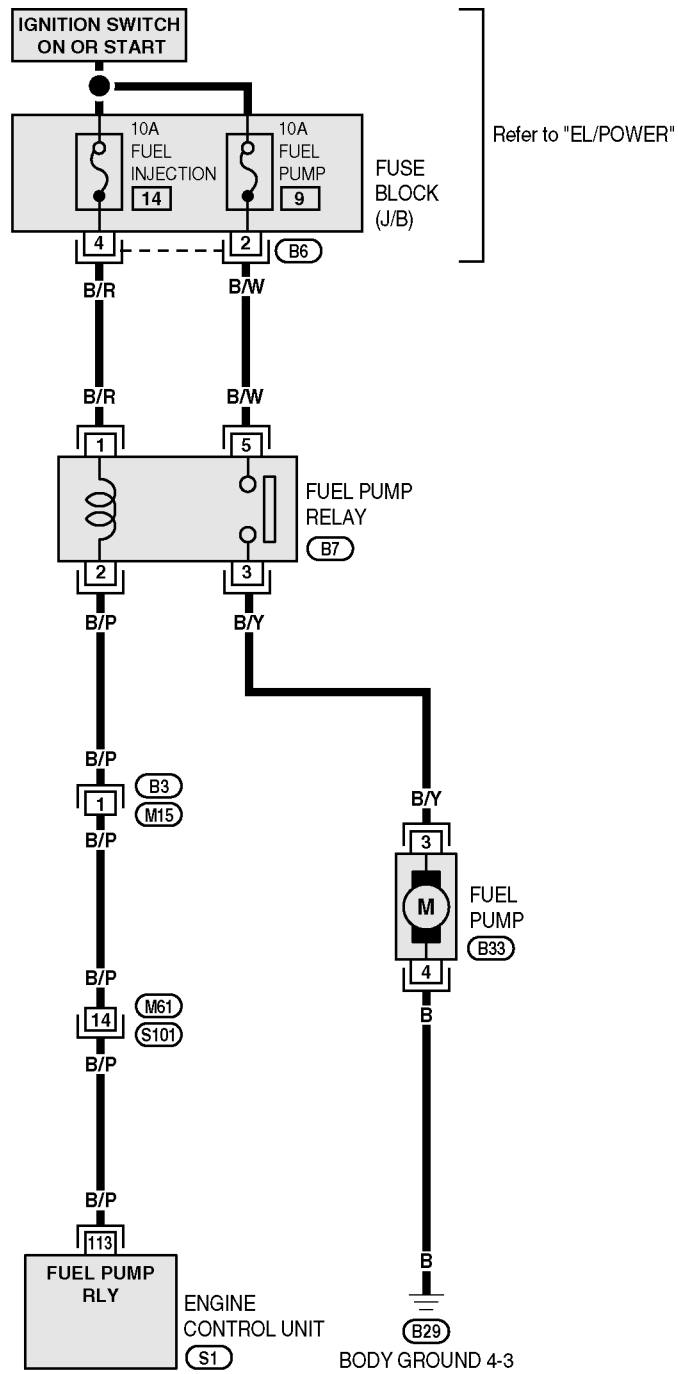 IGNITION SWITCH
ON OR START
Refer to "EL/POWER"
10A
FUEL
INJECTION
14
10A
FUEL
PUMP
9
FUSE
BLOCK
(J/B)
4
2
B6
B/R
B/W
B/R
B/W
1
5
FUEL PUMP
RELAY
B7
2
3
B/P
B/Y
B/P
1
B3
M15
B/P
B/Y
3
M
FUEL
PUMP
B33
4
B
B/P
14
M61
S101
B/P
B/P
113
FUEL PUMP
RLY
ENGINE
CONTROL UNIT
S1
B
B29
BODY GROUND 4-3